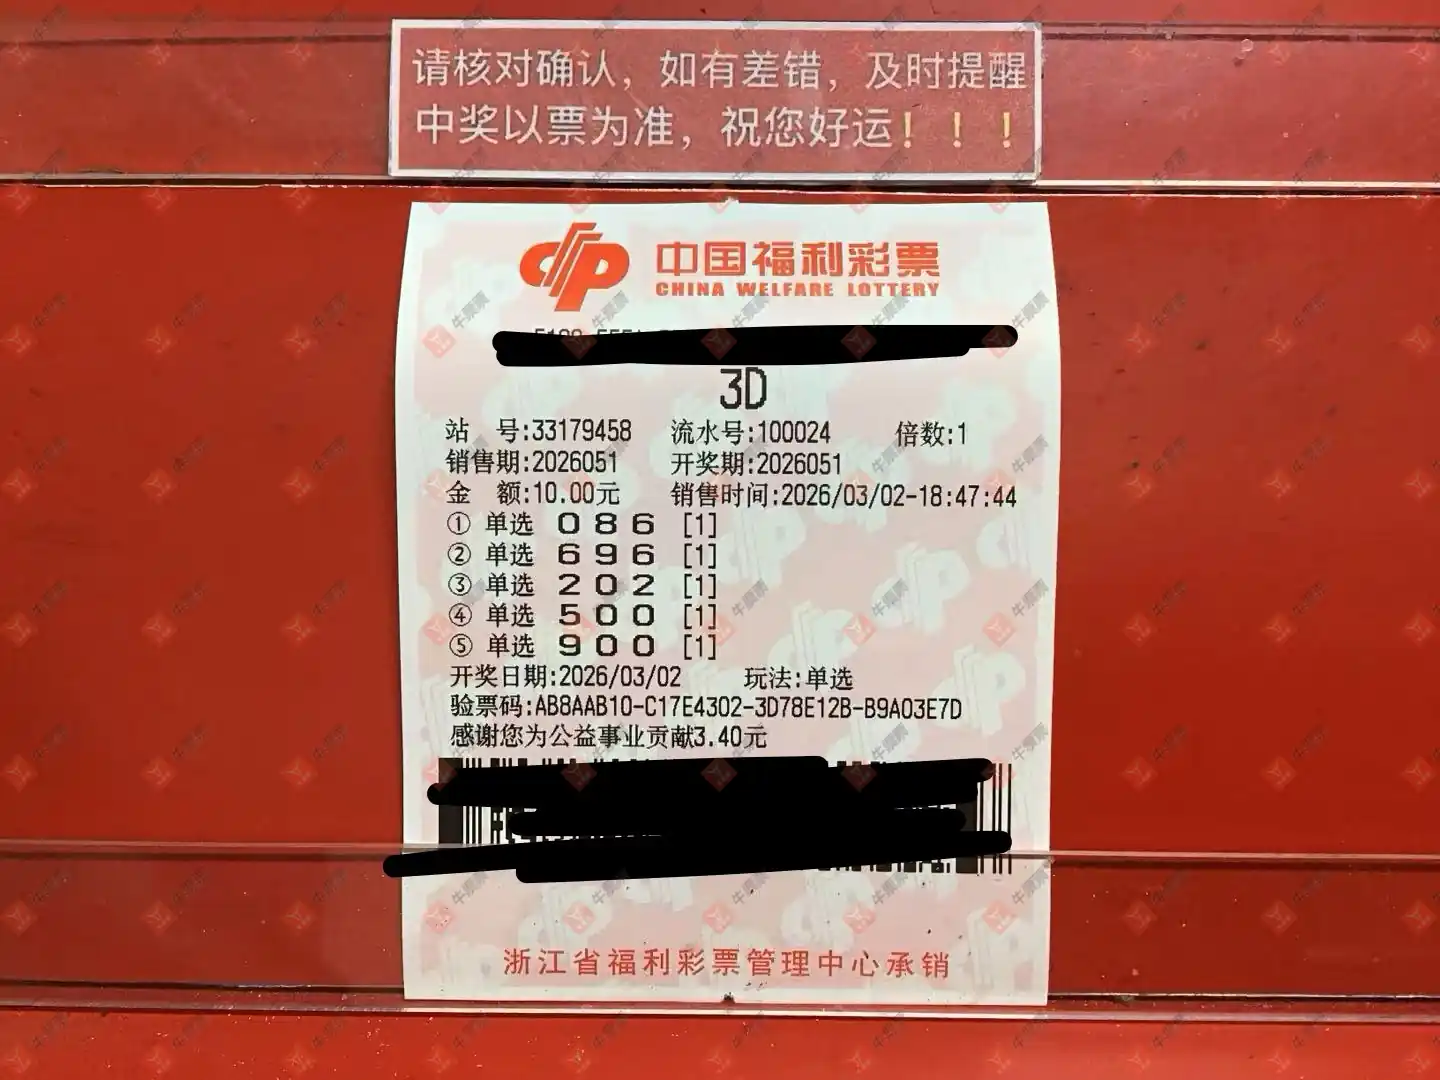 请核对确认，如有差错，及时提醒
中奖以票为准，祝您好运！！！
中国福利彩票
CHINA WELFARE LOTTERY
3D
站 号:33179458 流水号:100024 倍数:1
销售期:2026051 开奖期:2026051
金 额:10.00元 销售时间:2026/03/02-18:47:44
① 单选 0 8 6 [1]
② 单选 6 9 6 [1]
③ 单选 2 0 2 [1]
④ 单选 5 0 0 [1]
⑤ 单选 9 0 0 [1]
开奖日期:2026/03/02 玩法:单选
验票码:AB8AAB10-C17E4302-3D78E12B-B9A03E7D
感谢您为公益事业贡献3.40元
浙江省福利彩票管理中心承销